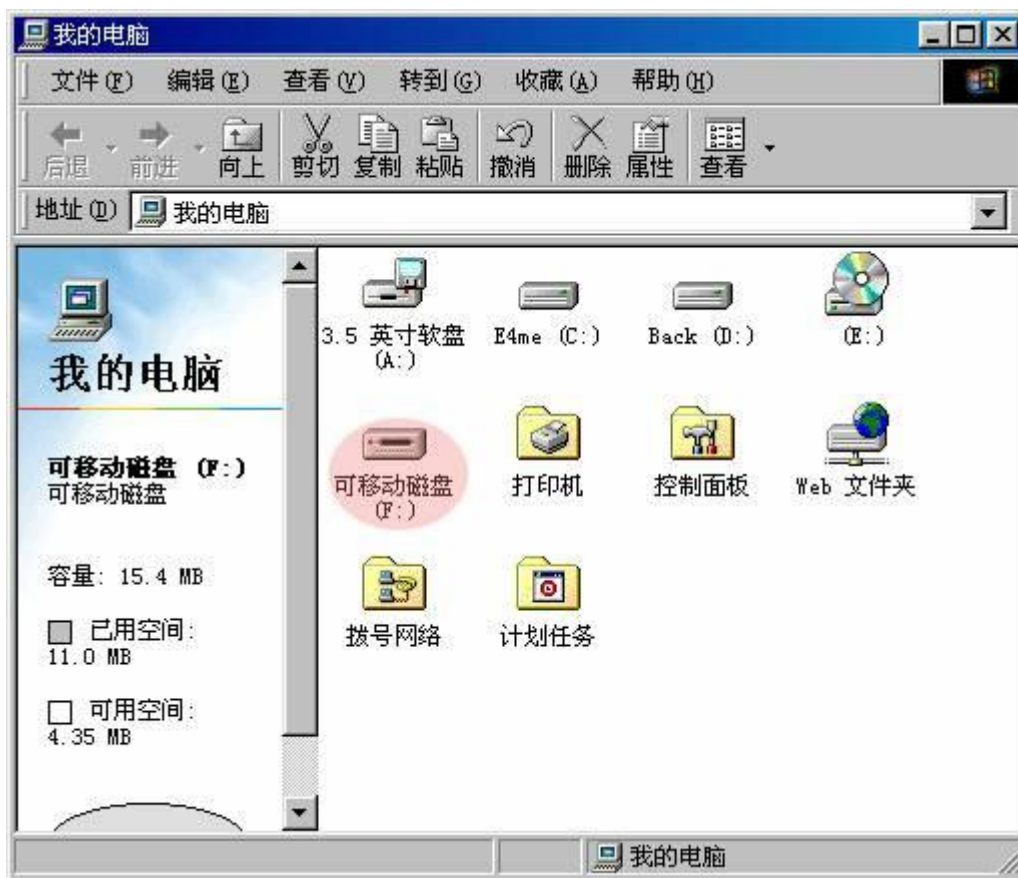 我的电脑
文件(F) 编辑(E) 查看(V) 转到(G) 收藏(A) 帮助(H)
后退 前进 向上 剪切 复制 粘贴 撤消 删除 属性 查看
地址(D) 我的电脑
我的电脑
可移动磁盘 (F:)
可移动磁盘
容量: 15.4 MB
已用空间:
11.0 MB
可用空间:
4.35 MB
3.5 英寸软盘
(A:)
E4me (C:)
Back (D:)
(E:)
可移动磁盘
(F:)
打印机
控制面板
Web 文件夹
拨号网络
计划任务
我的电脑